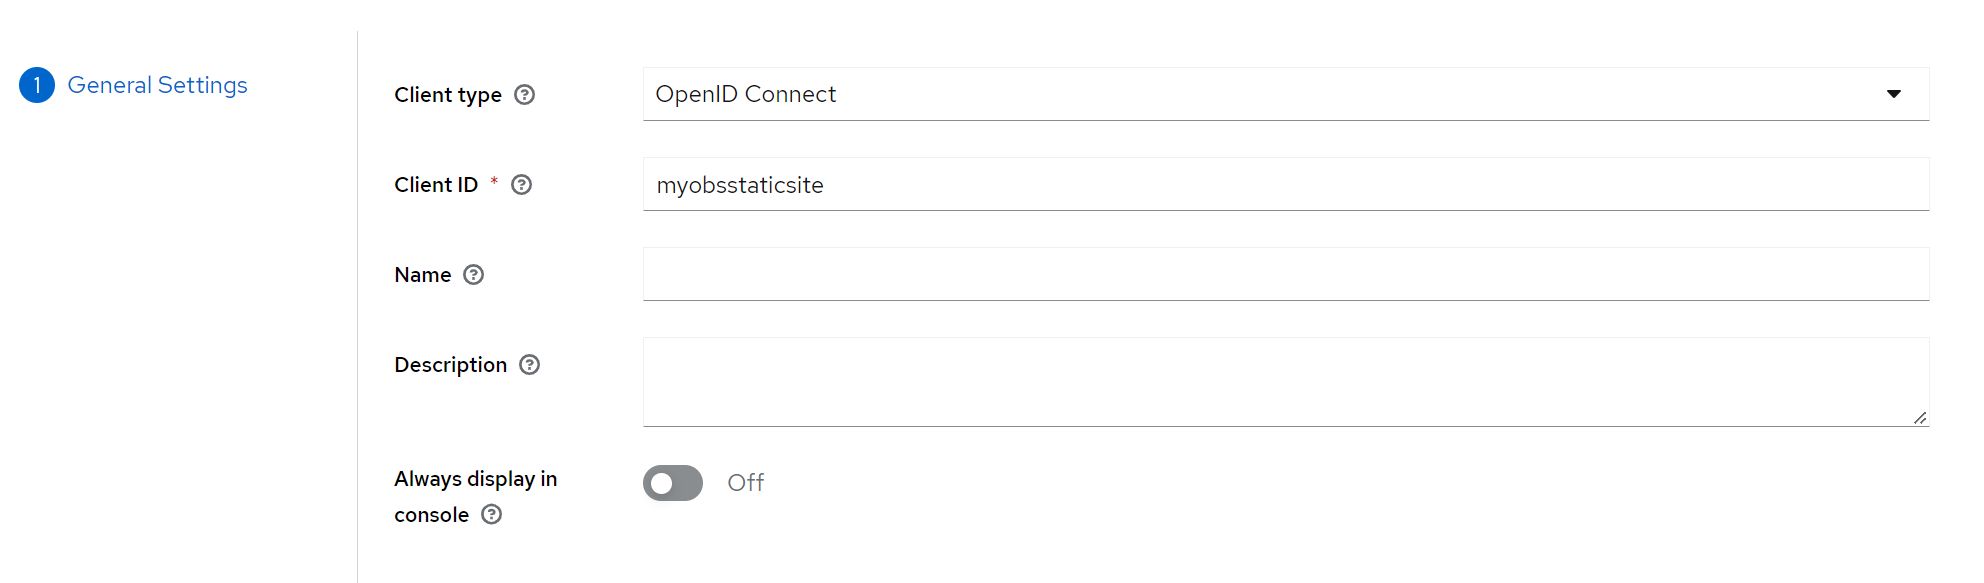 1 General Settings
Client type
OpenID Connect
Client ID *
myobsstaticsite
Name
Description
Always display in
console
Off